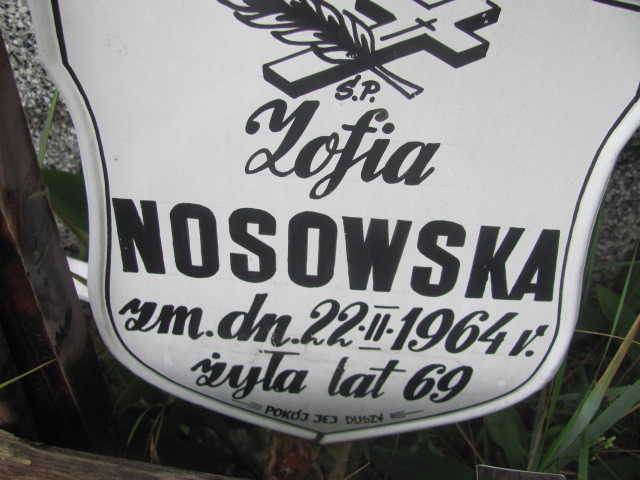 Ś.P.
Zofia
NOSOWSKA
zm. dn. 22·II·1964 r.
żyła lat 69
POKÓJ JEJ DUSZY